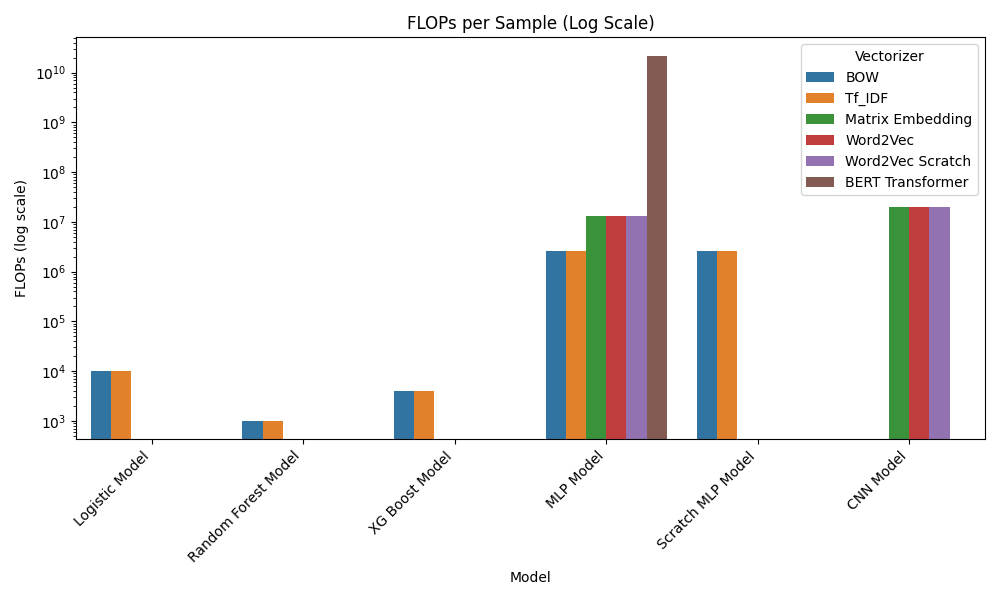 FLOPs per Sample (Log Scale)
Vectorizer
BOW
Tf_IDF
Matrix Embedding
Word2Vec
Word2Vec Scratch
BERT Transformer
FLOPs (log scale)
10^10
10^9
10^8
10^7
10^6
10^5
10^4
10^3
Logistic Model
Random Forest Model
XG Boost Model
MLP Model
Scratch MLP Model
CNN Model
Model